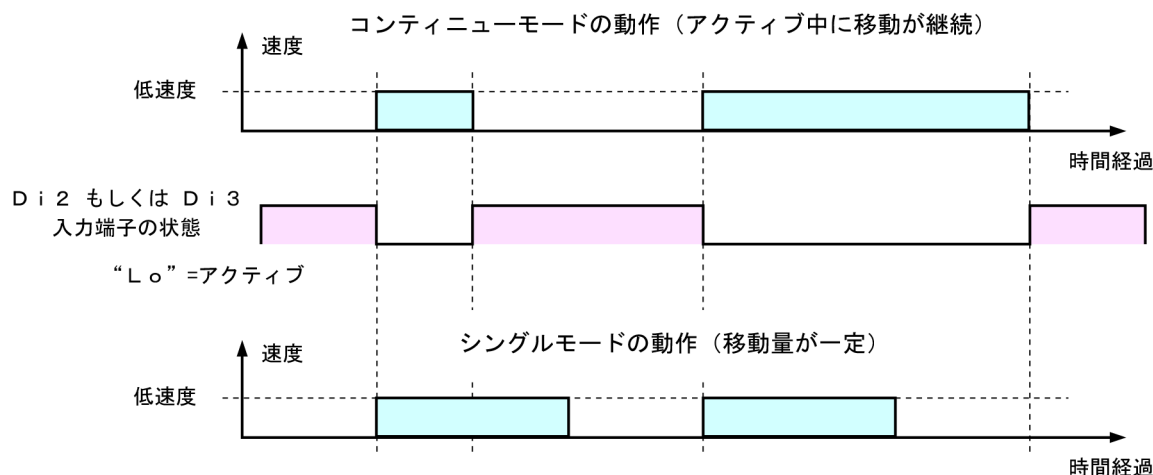 コンティニューモードの動作（アクティブ中に移動が継続）
速度
低速度
時間経過
Ｄｉ２ もしくは Ｄｉ３
入力端子の状態
“Ｌｏ”=アクティブ
シングルモードの動作（移動量が一定）
速度
低速度
時間経過